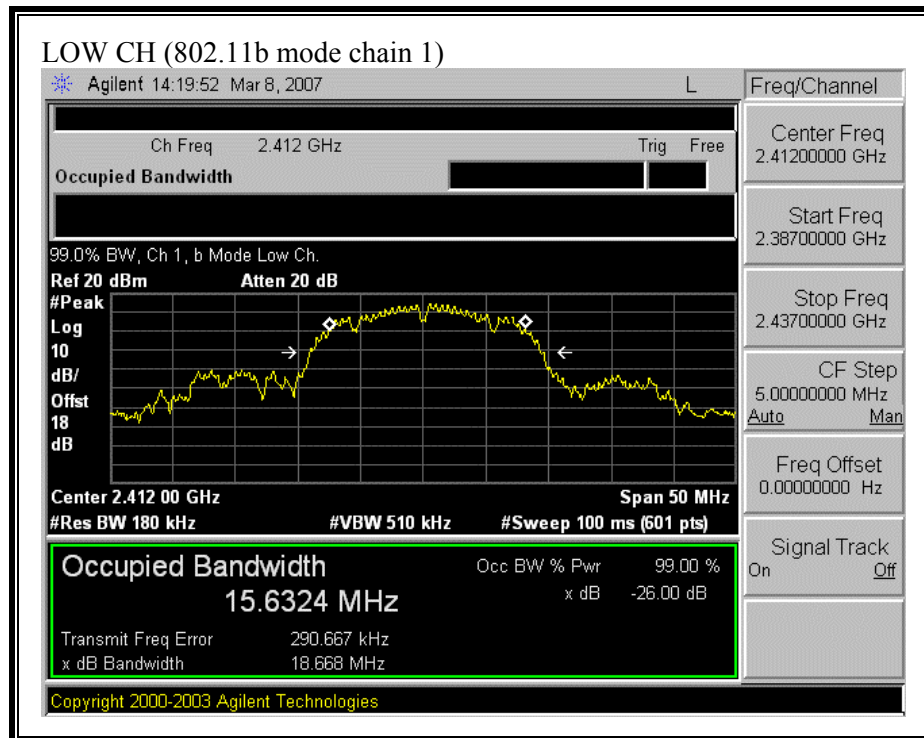 LOW CH (802.11b mode chain 1)
Agilent 14:19:52 Mar 8, 2007 L Freq/Channel
Ch Freq 2.412 GHz Trig Free
Occupied Bandwidth
99.0% BW, Ch 1, b Mode Low Ch.
Ref 20 dBm Atten 20 dB
#Peak
Log
10
dB/
Offst
18
dB
Center 2.412 00 GHz Span 50 MHz
#Res BW 180 kHz #VBW 510 kHz #Sweep 100 ms (601 pts)
Occupied Bandwidth Occ BW % Pwr 99.00 %
15.6324 MHz x dB -26.00 dB
Transmit Freq Error 290.667 kHz
x dB Bandwidth 18.668 MHz
Copyright 2000-2003 Agilent Technologies
Center Freq
2.41200000 GHz
Start Freq
2.38700000 GHz
Stop Freq
2.43700000 GHz
CF Step
5.00000000 MHz
Auto Man
Freq Offset
0.00000000 Hz
Signal Track
On Off